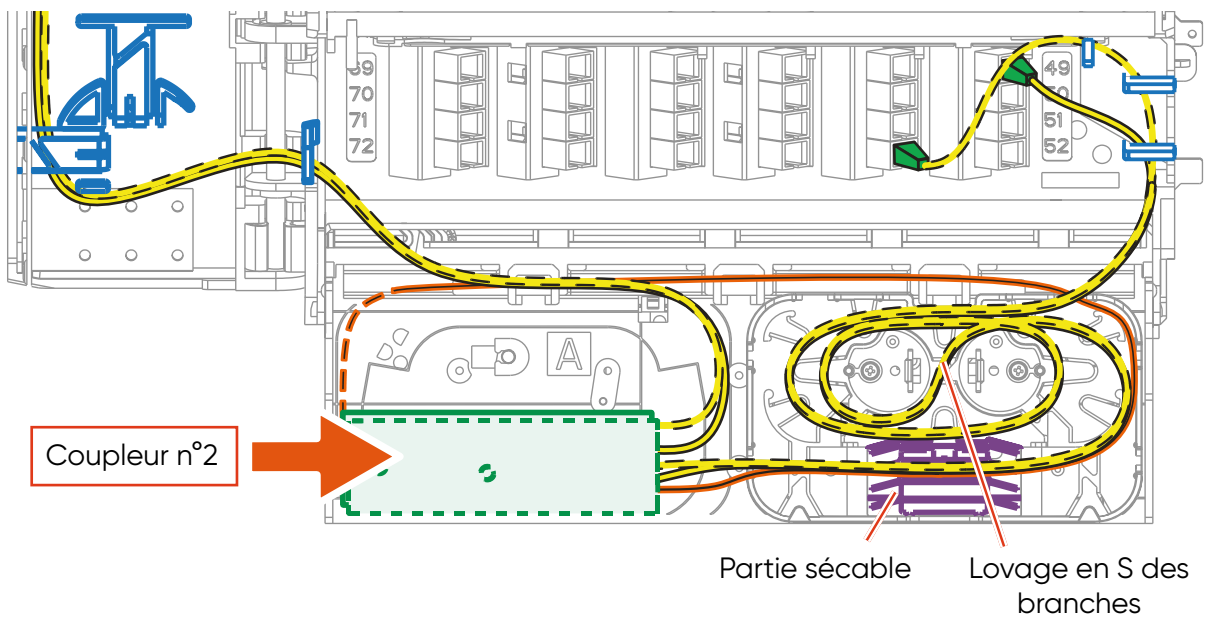 69
70
71
72
49
50
51
52
A
Coupleur n°2
Partie sécable
Lovage en S des
branches